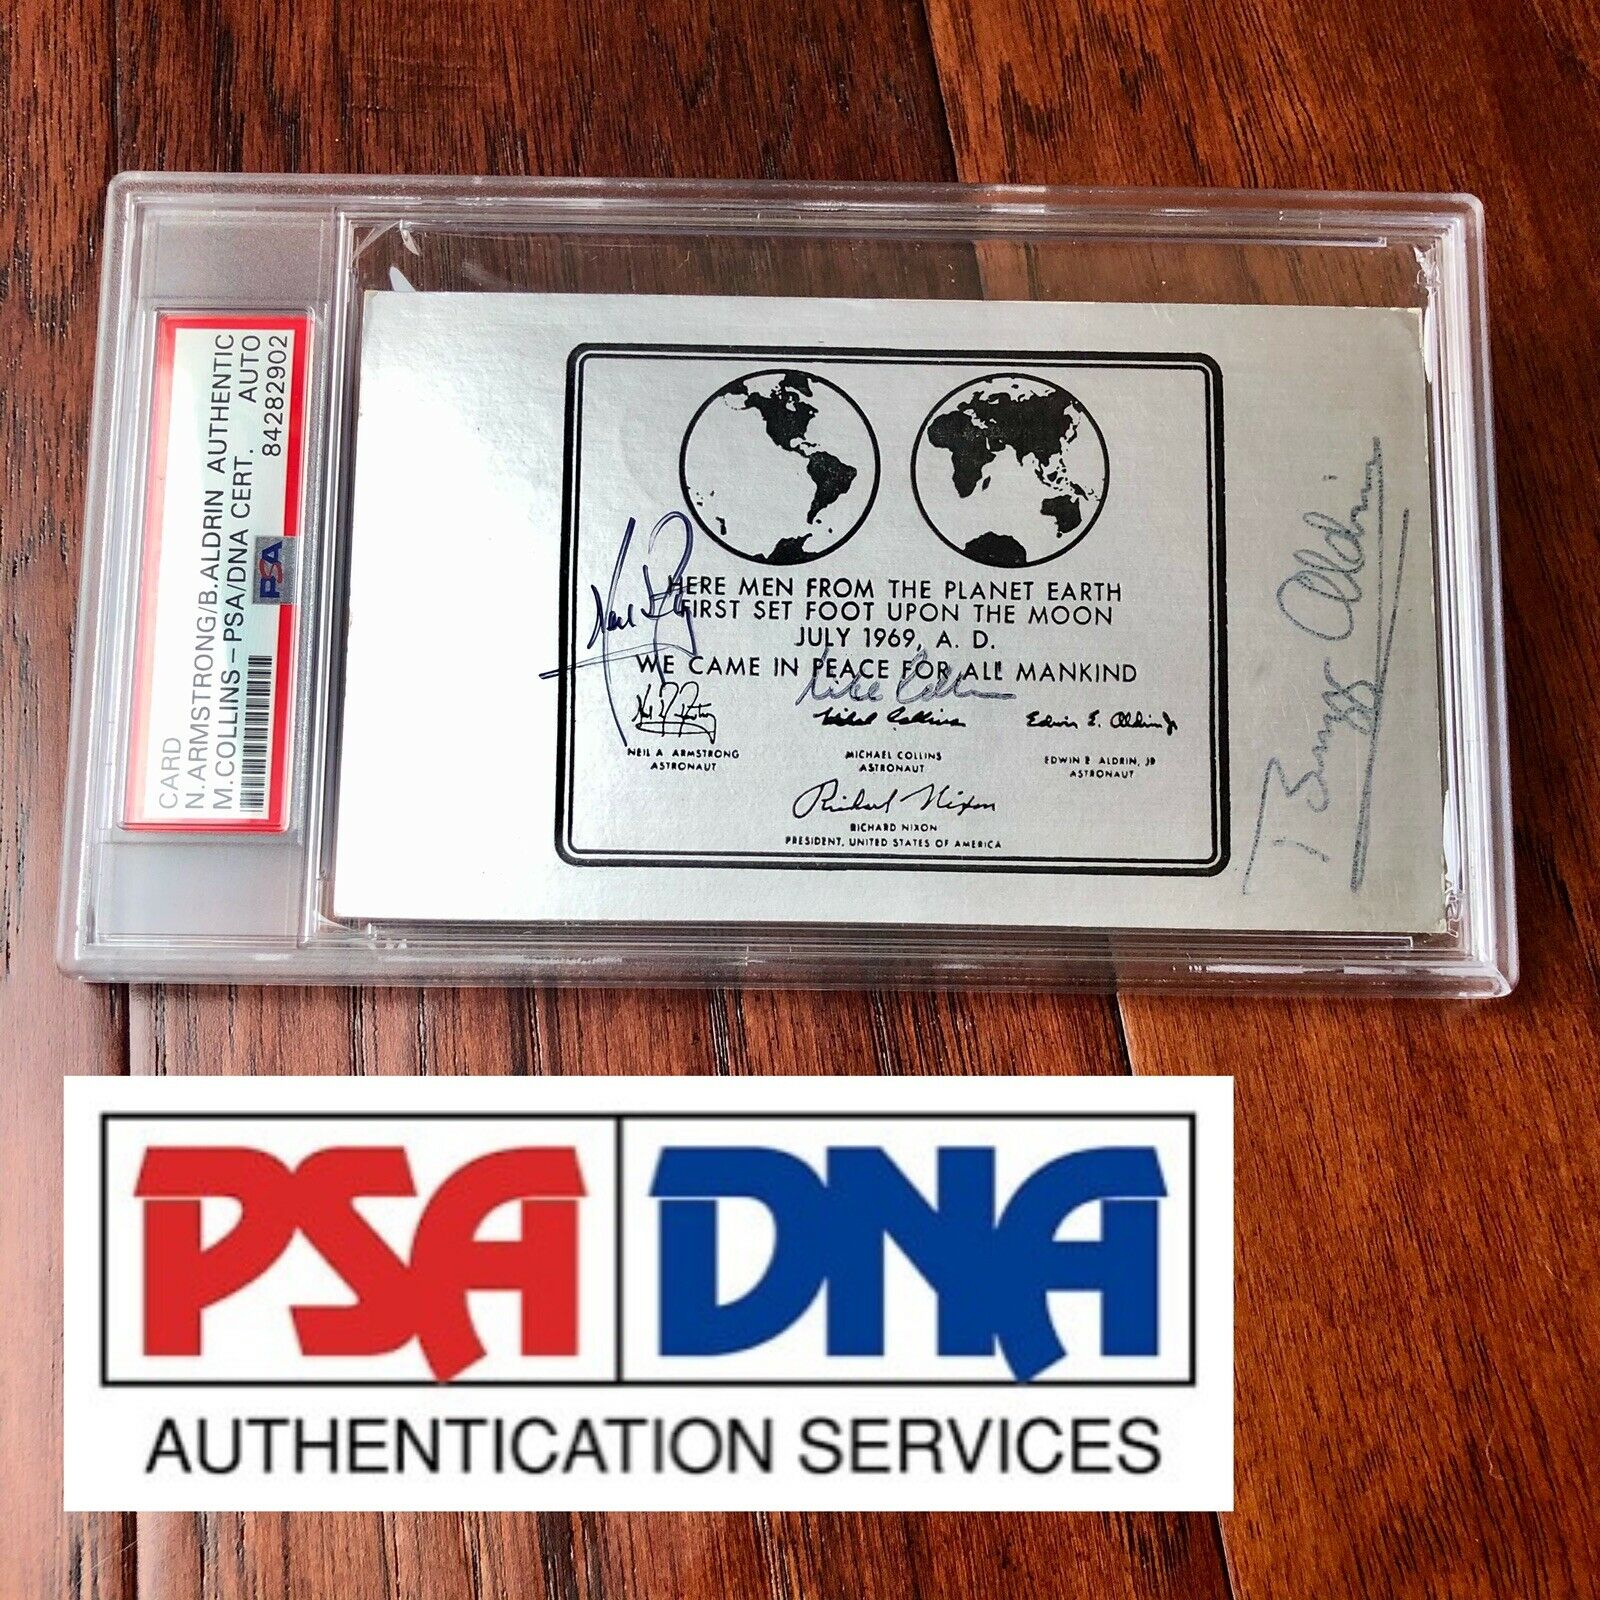 CARD
N.ARMSTRONG/B.ALDRIN AUTHENTIC
M.COLLINS-PSA/DNA CERT. AUTO
84282902
PSA
HERE MEN FROM THE PLANET EARTH
FIRST SET FOOT UPON THE MOON
JULY 1969, A. D.
WE CAME IN PEACE FOR ALL MANKIND
Neil Armstrong
Mike Collins
Buzz Aldrin
Neil A. Armstrong
Michael Collins
Edwin E. Aldrin Jr
NEIL A. ARMSTRONG
ASTRONAUT
MICHAEL COLLINS
ASTRONAUT
EDWIN E. ALDRIN, JR
ASTRONAUT
Richard Nixon
RICHARD NIXON
PRESIDENT, UNITED STATES OF AMERICA
PSA DNA
AUTHENTICATION SERVICES